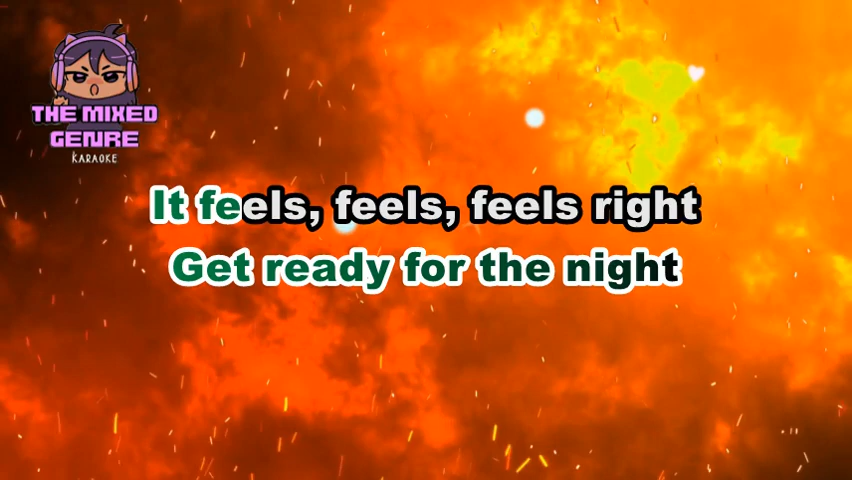 THE MIXED
GENRE
KARAOKE
It feels, feels, feels right
Get ready for the night